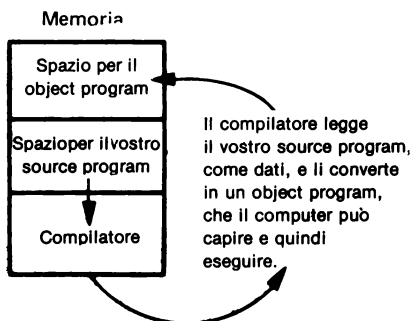 Memoria
Spazio per il
object program
Spazioper ilvostro
source program
Compilatore
Il compilatore legge
il vostro source program,
come dati, e li converte
in un object program,
che il computer può
capire e quindi
eseguire.